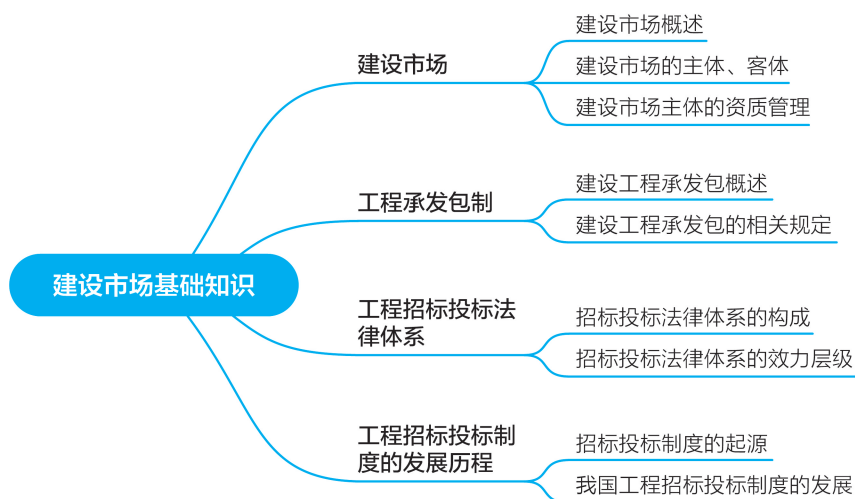 建设市场基础知识
建设市场
建设市场概述
建设市场的主体、客体
建设市场主体的资质管理
工程承发包制
建设工程承发包概述
建设工程承发包的相关规定
工程招标投标法
律体系
招标投标法律体系的构成
招标投标法律体系的效力层级
工程招标投标制
度的发展历程
招标投标制度的起源
我国工程招标投标制度的发展